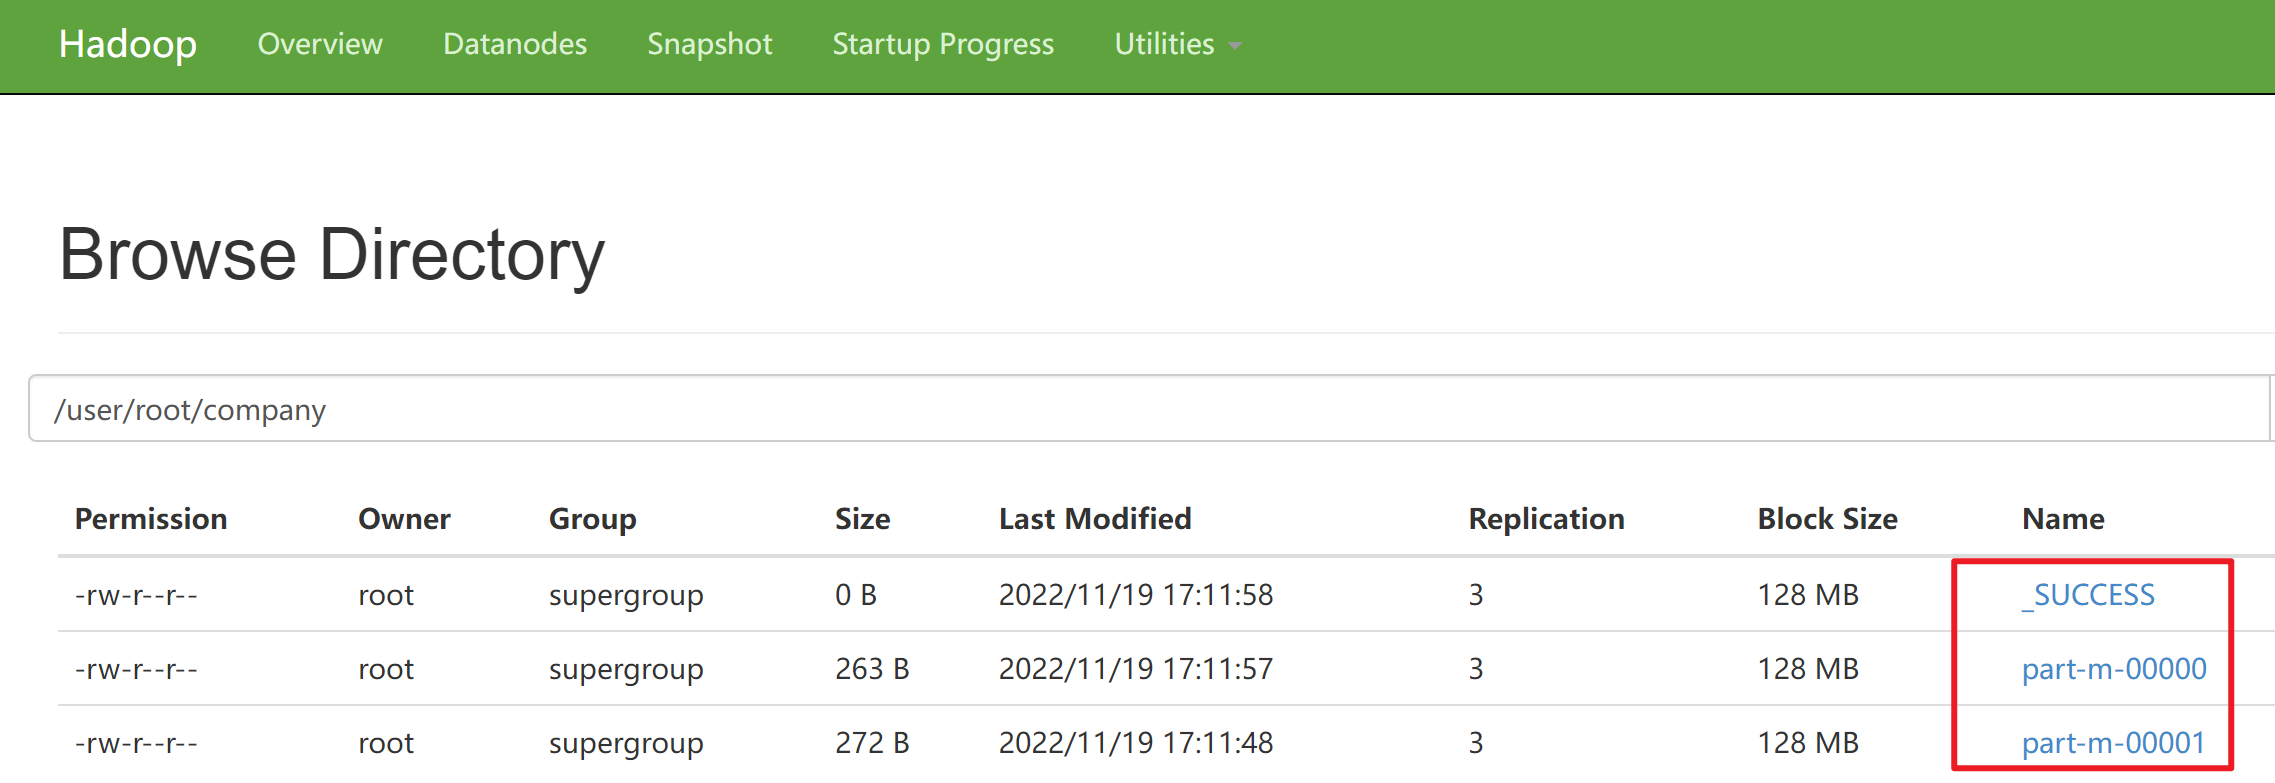 Hadoop Overview Datanodes Snapshot Startup Progress Utilities
Browse Directory
/user/root/company
Permission Owner Group Size Last Modified Replication Block Size Name
-rw-r--r-- root supergroup 0 B 2022/11/19 17:11:58 3 128 MB _SUCCESS
-rw-r--r-- root supergroup 263 B 2022/11/19 17:11:57 3 128 MB part-m-00000
-rw-r--r-- root supergroup 272 B 2022/11/19 17:11:48 3 128 MB part-m-00001